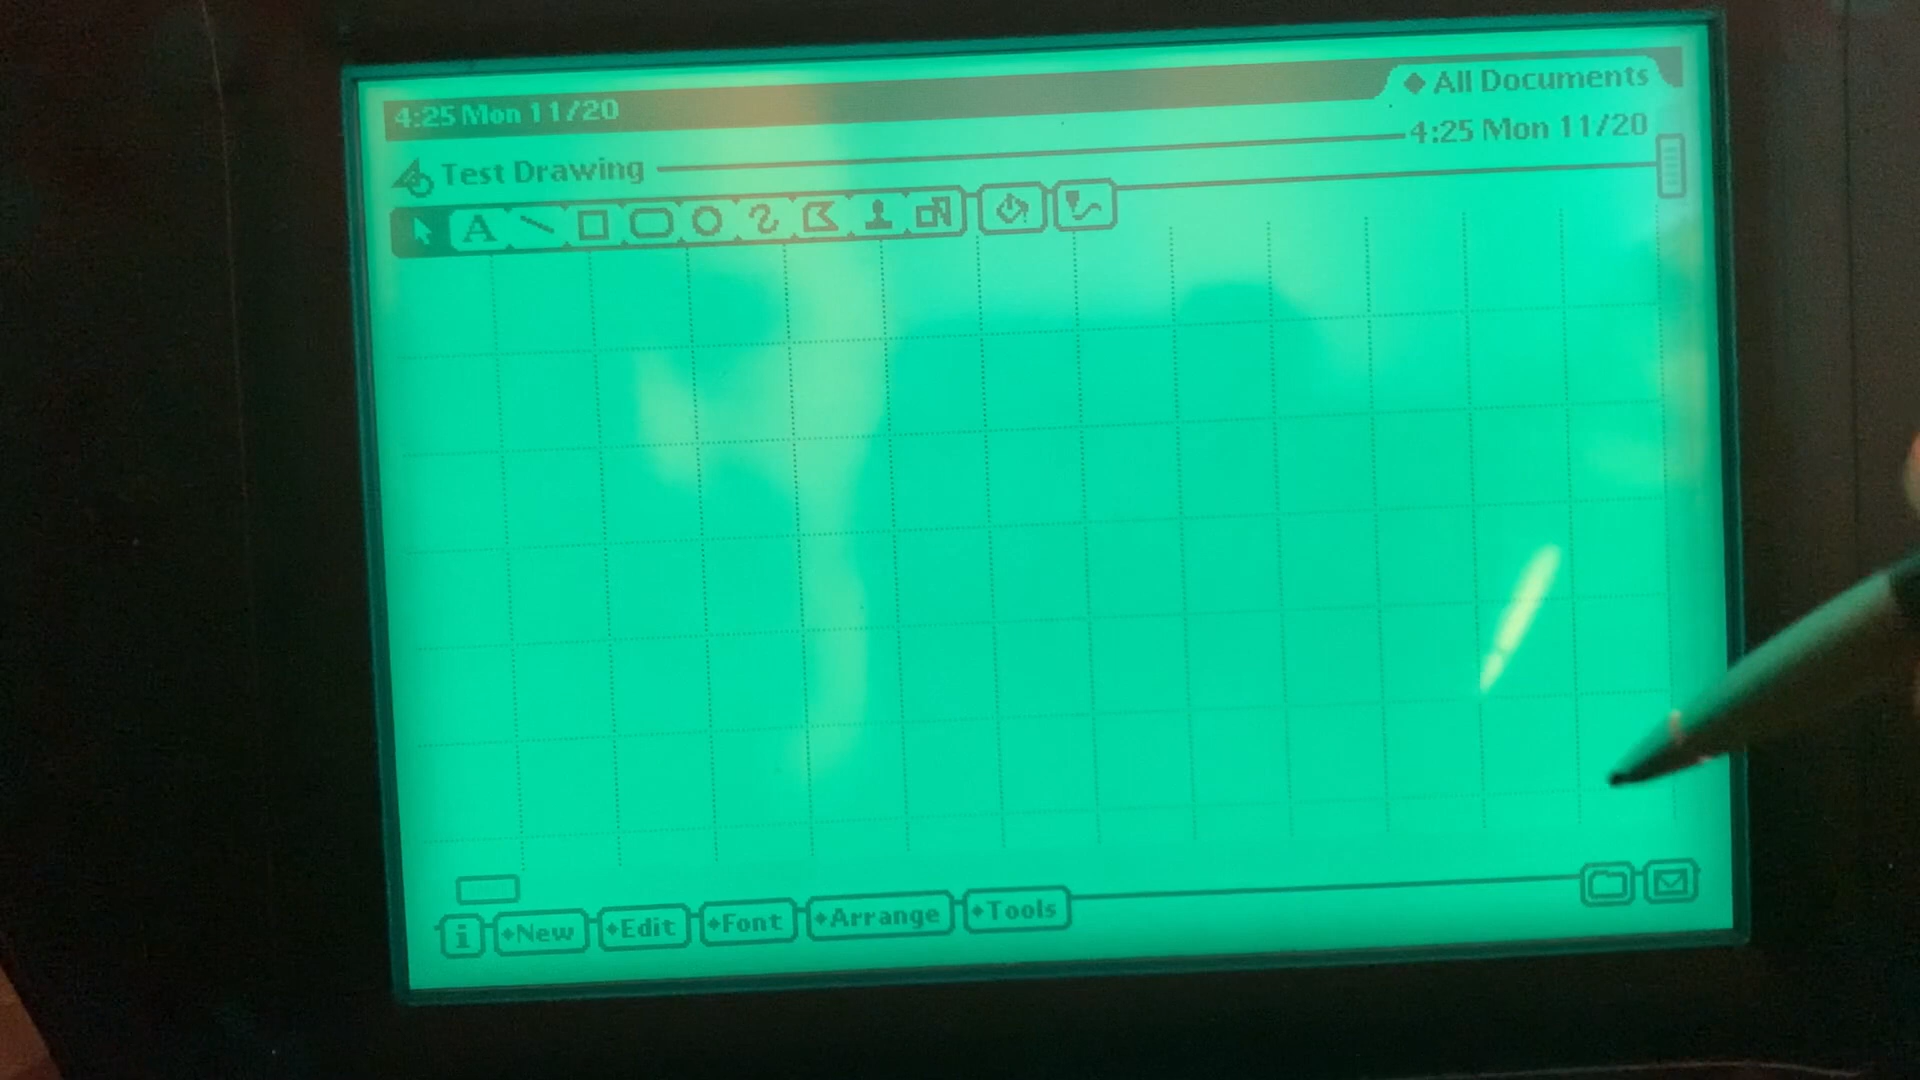 4:25 Mon 11/20
◆ All Documents
4:25 Mon 11/20
Test Drawing
A
i ◆New ◆Edit ◆Font ◆Arrange ◆Tools